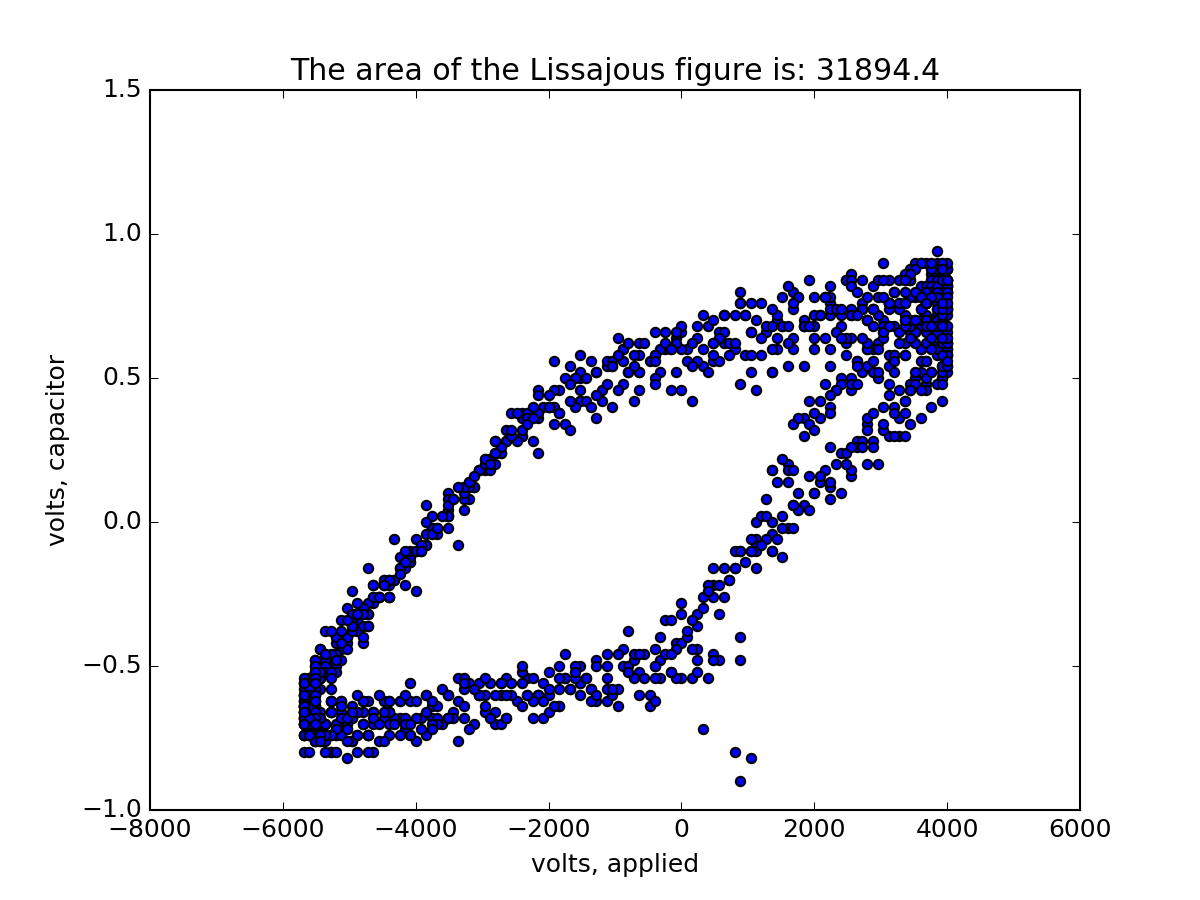 The area of the Lissajous figure is: 31894.4
1.5
1.0
0.5
0.0
−0.5
−1.0
volts, capacitor
−8000 −6000 −4000 −2000 0 2000 4000 6000
volts, applied